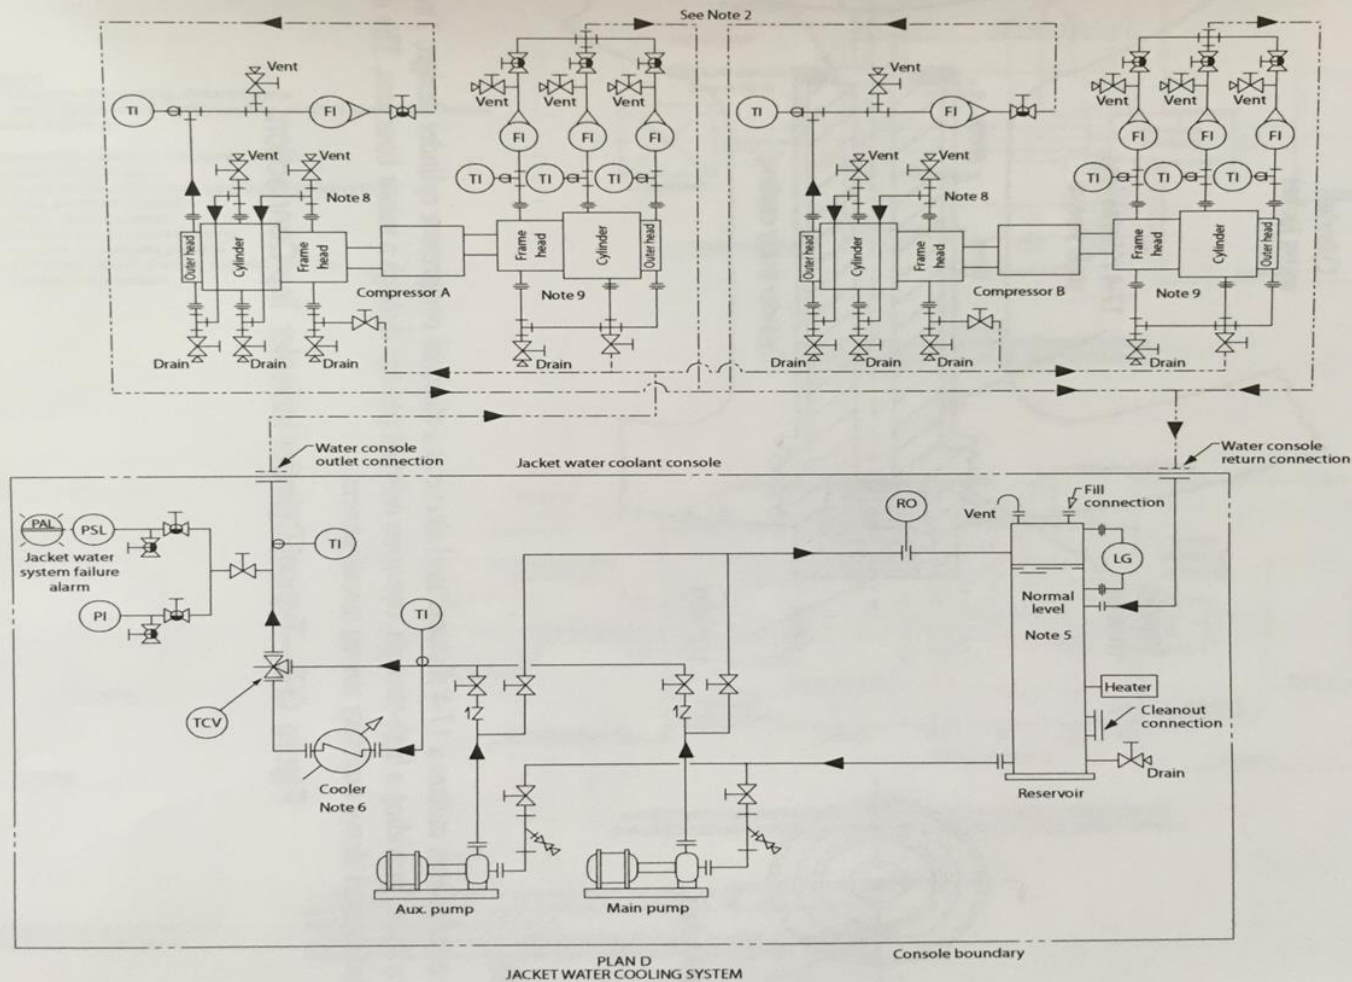 See Note 2
Vent
TI
FI
Vent
Vent
Vent
FI
FI
FI
TI
TI
TI
Vent
Vent
Note 8
Outer head
Cylinder
Frame head
Compressor A
Frame head
Cylinder
Outer head
Note 9
Drain
Drain
Drain
Drain
Vent
TI
FI
Vent
Vent
Vent
FI
FI
FI
TI
TI
TI
Vent
Vent
Note 8
Outer head
Cylinder
Frame head
Compressor B
Frame head
Cylinder
Outer head
Note 9
Drain
Drain
Drain
Drain
Water console
outlet connection
Jacket water coolant console
Water console
return connection
PAL
PSL
Jacket water
system failure
alarm
PI
TI
TI
TCV
Cooler
Note 6
RO
Vent
Fill
connection
LG
Normal
level
Note 5
Heater
Cleanout
connection
Drain
Reservoir
Aux. pump
Main pump
Console boundary
PLAN D
JACKET WATER COOLING SYSTEM